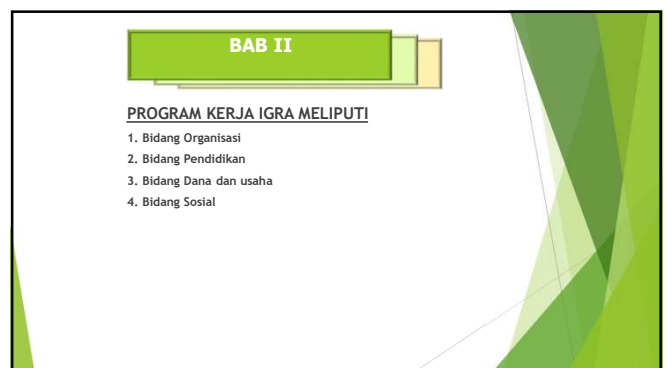 BAB II
PROGRAM KERJA IGRA MELIPUTI
1. Bidang Organisasi
2. Bidang Pendidikan
3. Bidang Dana dan usaha
4. Bidang Sosial